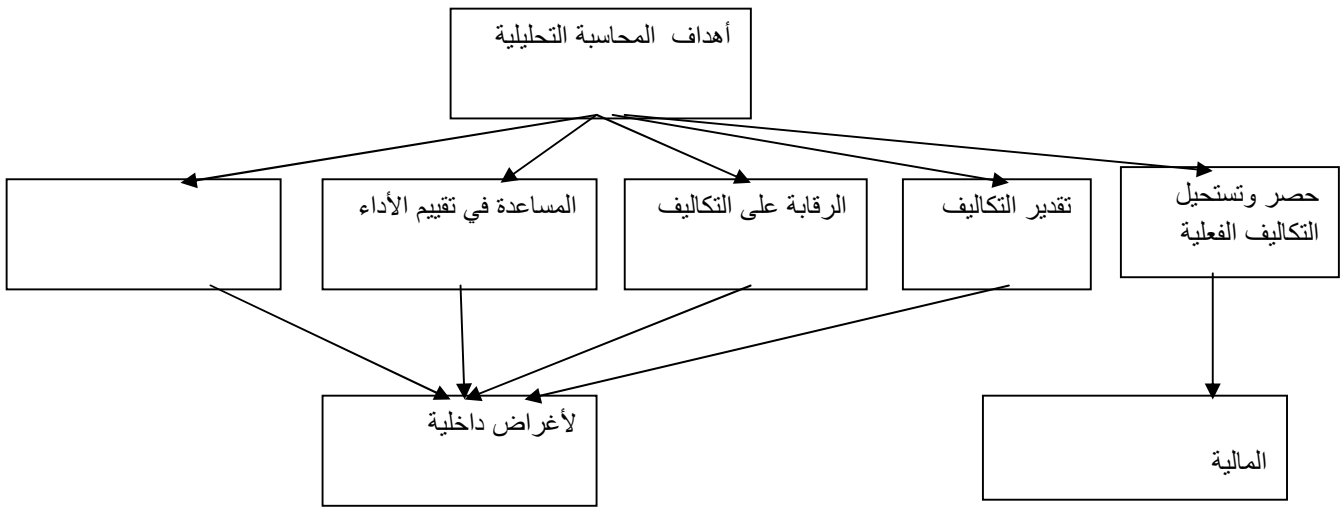 أهداف المحاسبة التحليلية
حصر وتستحيل
التكاليف الفعلية
تقدير التكاليف
الرقابة على التكاليف
المساعدة في تقييم الأداء
لأغراض داخلية
المالية